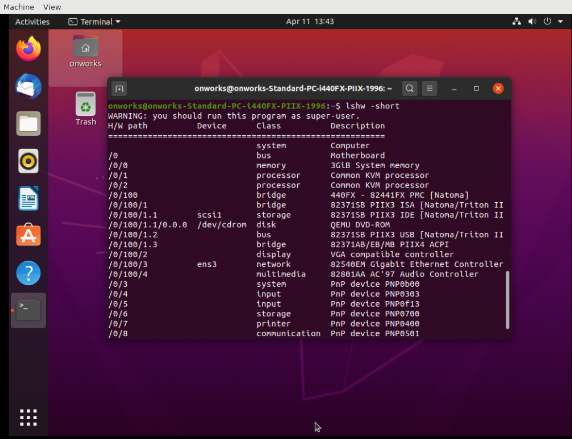 Machine View
Activities Terminal Apr 11 13:43
onworks
Trash
onworks@onworks-Standard-PC-i440FX-PIIX-1996: ~
onworks@onworks-Standard-PC-i440FX-PIIX-1996:~$ lshw -short
WARNING: you should run this program as super-user.
H/W path Device Class Description
========================================================
system Computer
/0 bus Motherboard
/0/0 memory 3GiB System memory
/0/1 processor Common KVM processor
/0/2 processor Common KVM processor
/0/100 bridge 440FX - 82441FX PMC [Natoma]
/0/100/1 bridge 82371SB PIIX3 ISA [Natoma/Triton II
/0/100/1.1 scsi1 storage 82371SB PIIX3 IDE [Natoma/Triton II
/0/100/1.1/0.0.0 /dev/cdrom disk QEMU DVD-ROM
/0/100/1.2 bus 82371SB PIIX3 USB [Natoma/Triton II
/0/100/1.3 bridge 82371AB/EB/MB PIIX4 ACPI
/0/100/2 display VGA compatible controller
/0/100/3 ens3 network 82540EM Gigabit Ethernet Controller
/0/100/4 multimedia 82801AA AC'97 Audio Controller
/0/3 system PnP device PNP0b00
/0/4 input PnP device PNP0303
/0/5 input PnP device PNP0f13
/0/6 storage PnP device PNP0700
/0/7 printer PnP device PNP0400
/0/8 communication PnP device PNP0501